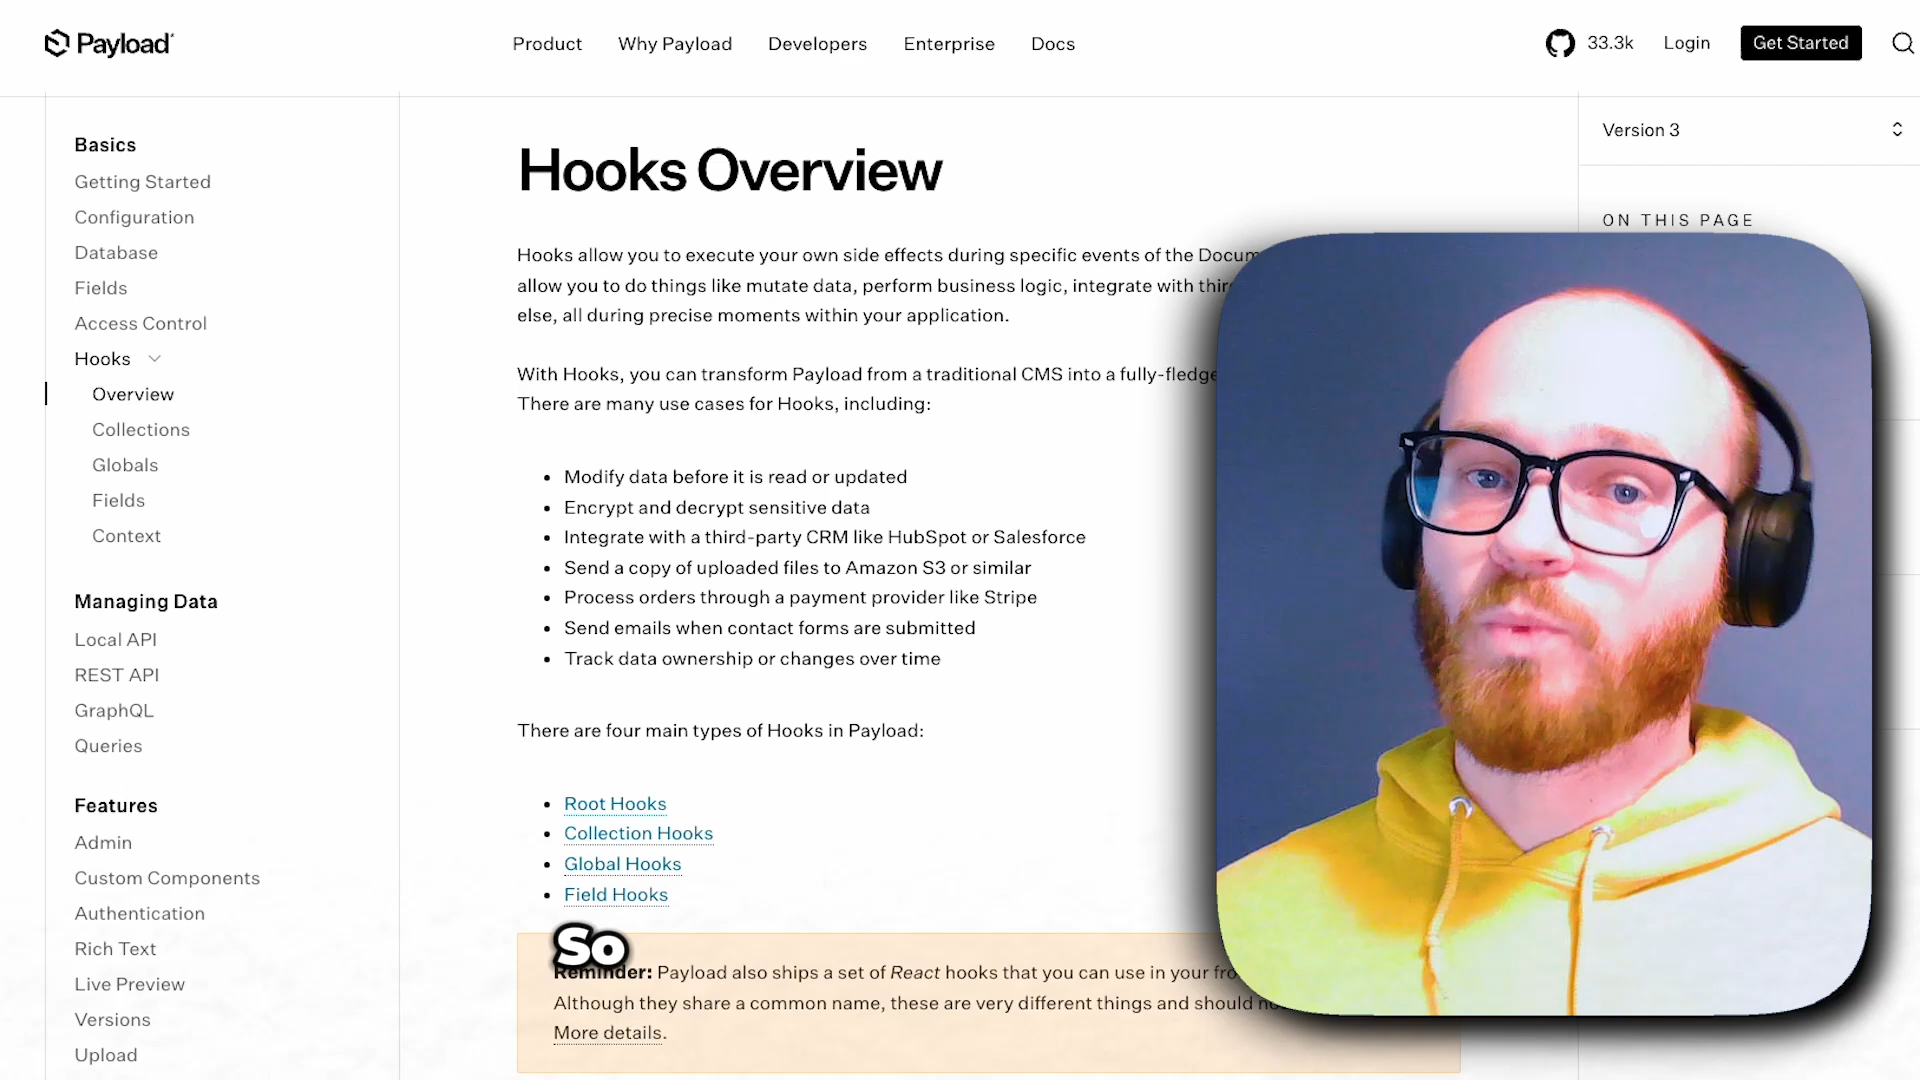 Payload
Product
Why Payload
Developers
Enterprise
Docs
33.3k
Login
Get Started
Basics
Getting Started
Configuration
Database
Fields
Access Control
Hooks
Overview
Collections
Globals
Fields
Context
Managing Data
Local API
REST API
GraphQL
Queries
Features
Admin
Custom Components
Authentication
Rich Text
Live Preview
Versions
Upload
Hooks Overview
Hooks allow you to execute your own side effects during specific events of the
allow you to do things like mutate data, perform business logic, integrate with
else, all during precise moments within your application.
With Hooks, you can transform Payload from a traditional CMS into a
There are many use cases for Hooks, including:
• Modify data before it is read or updated
• Encrypt and decrypt sensitive data
• Integrate with a third-party CRM like HubSpot or Salesforce
• Send a copy of uploaded files to Amazon S3 or similar
• Process orders through a payment provider like Stripe
• Send emails when contact forms are submitted
• Track data ownership or changes over time
There are four main types of Hooks in Payload:
• Root Hooks
• Collection Hooks
• Global Hooks
• Field Hooks
So
Reminder: Payload also ships a set of React hooks that you can use in your
Although they share a common name, these are very different things and should
More details.
Version 3
ON THIS PAGE